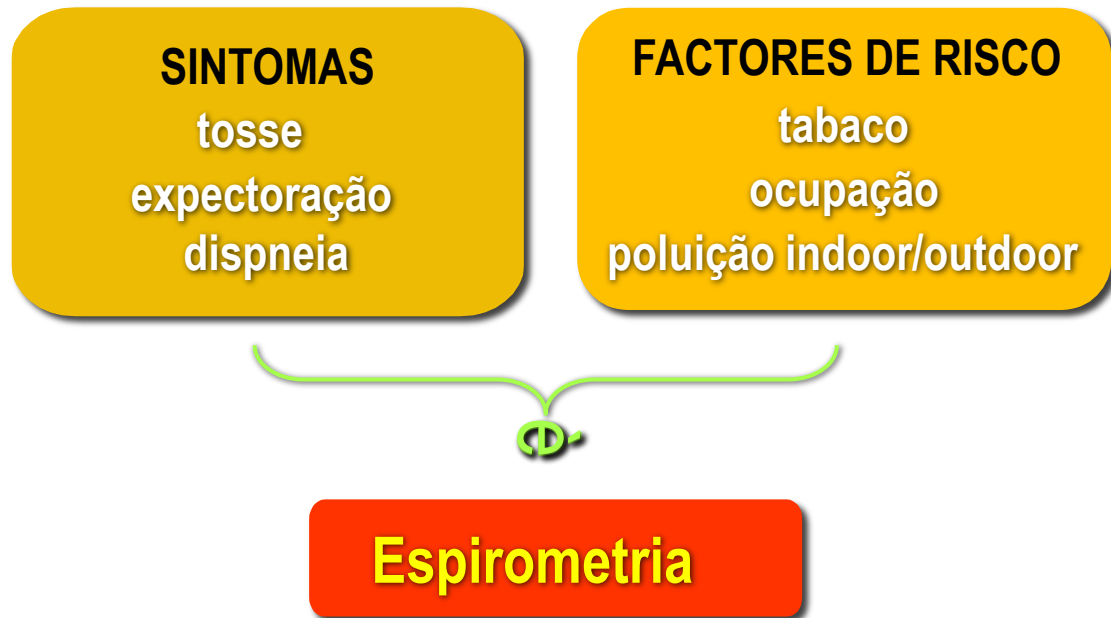 SINTOMAS
tosse
expectoração
dispneia
FACTORES DE RISCO
tabaco
ocupação
poluição indoor/outdoor
é
Espirometria